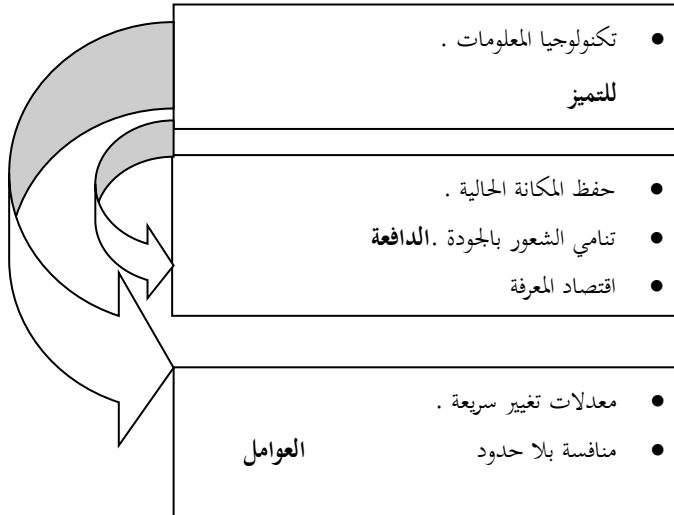 ● تكنولوجيا المعلومات .
للتميز
● حفظ المكانة الحالية .
● تنامي الشعور بالجودة .الدافعة
● اقتصاد المعرفة
● معدلات تغيير سريعة .
● منافسة بلا حدود العوامل